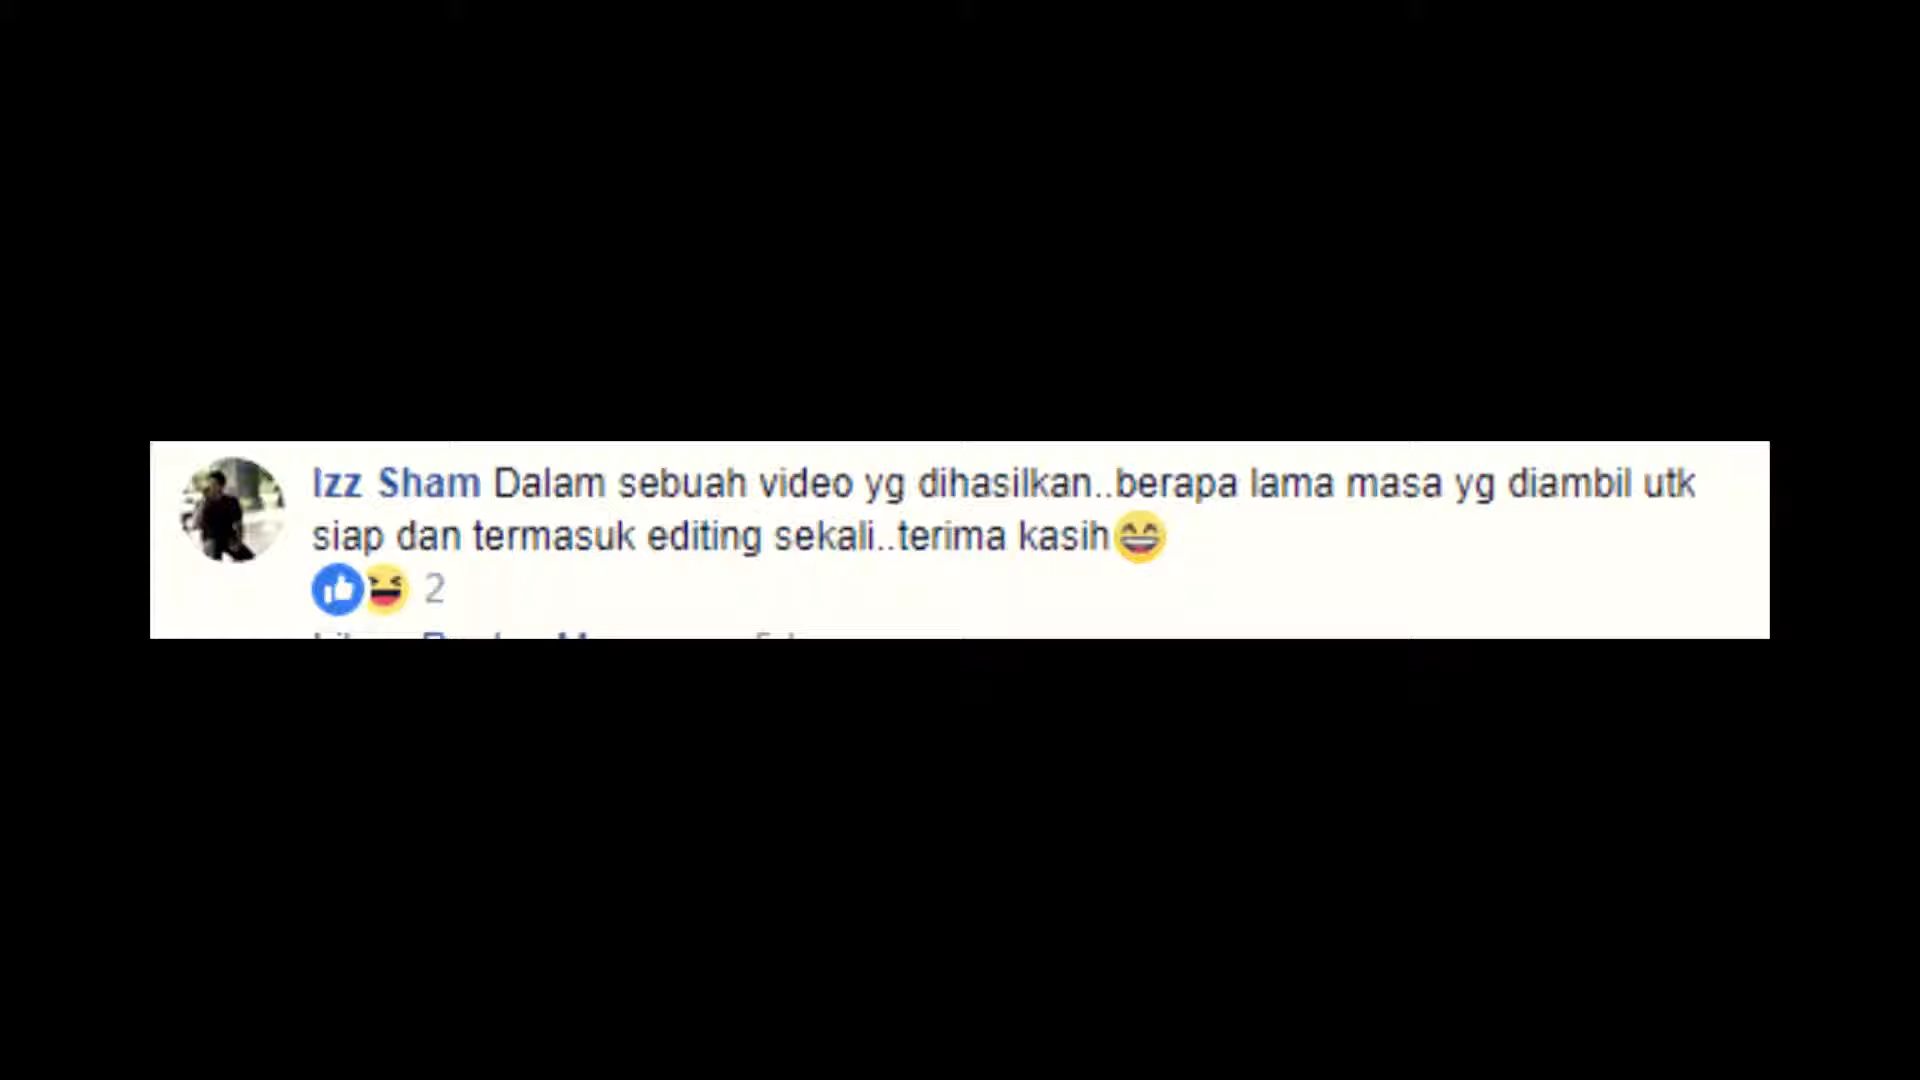 Izz Sham Dalam sebuah video yg dihasilkan..berapa lama masa yg diambil utk
siap dan termasuk editing sekali..terima kasih😄
2